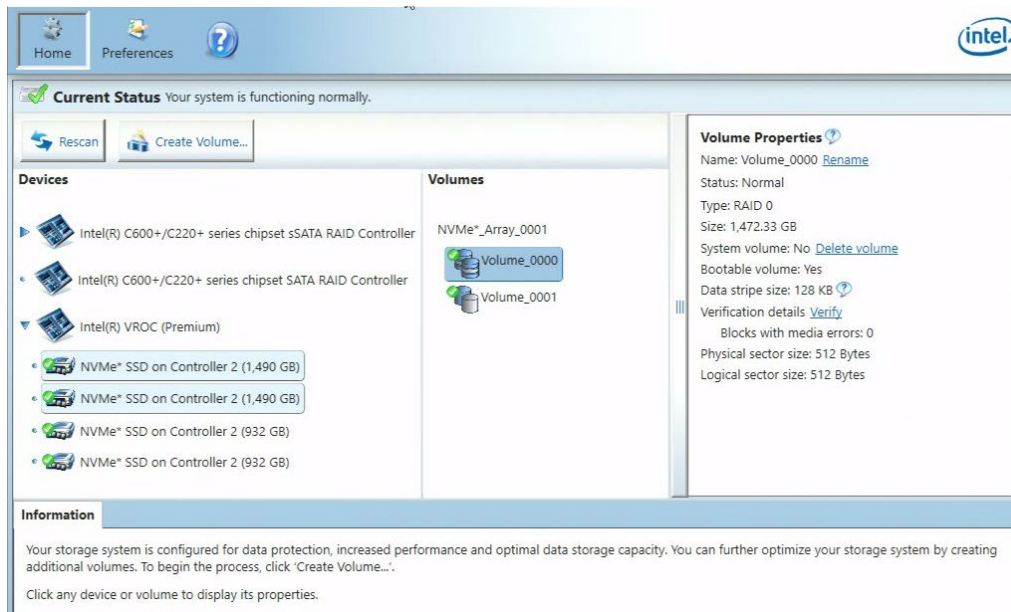 Home
Preferences
?
intel
Current Status Your system is functioning normally.
Rescan
Create Volume...
Devices
Intel(R) C600+/C220+ series chipset sSATA RAID Controller
Intel(R) C600+/C220+ series chipset SATA RAID Controller
Intel(R) VROC (Premium)
NVMe* SSD on Controller 2 (1,490 GB)
NVMe* SSD on Controller 2 (1,490 GB)
NVMe* SSD on Controller 2 (932 GB)
NVMe* SSD on Controller 2 (932 GB)
Volumes
NVMe*_Array_0001
Volume_0000
Volume_0001
Volume Properties ?
Name: Volume_0000 Rename
Status: Normal
Type: RAID 0
Size: 1,472.33 GB
System volume: No Delete volume
Bootable volume: Yes
Data stripe size: 128 KB ?
Verification details Verify
Blocks with media errors: 0
Physical sector size: 512 Bytes
Logical sector size: 512 Bytes
Information
Your storage system is configured for data protection, increased performance and optimal data storage capacity. You can further optimize your storage system by creating
additional volumes. To begin the process, click 'Create Volume...'.
Click any device or volume to display its properties.